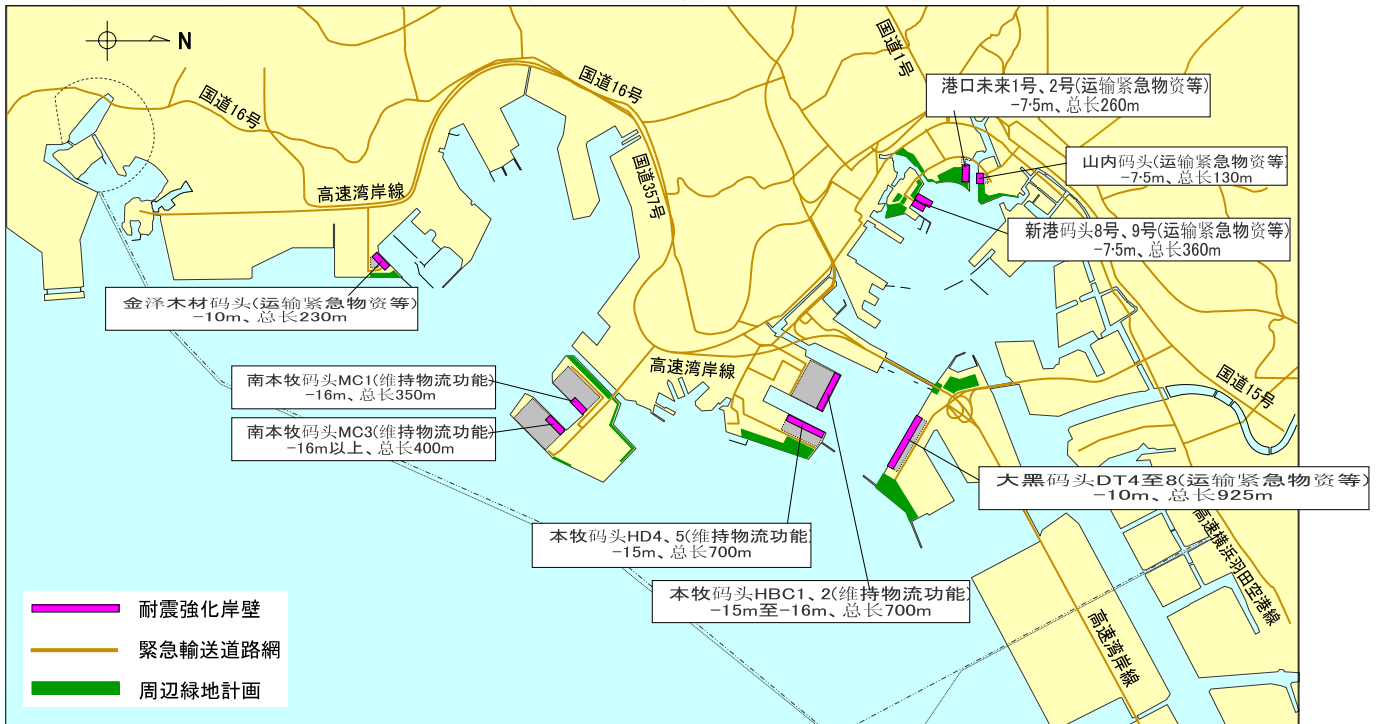 N
国道1号
国道16号
国道16号
港口未来1号、2号(运输紧急物资等)
-7·5m、总长260m
山内码头(运输紧急物资等
-7·5m、总长130m
国道357号
高速湾岸線
新港码头8号、9号(运输紧急物资等)
-7·5m、总长360m
金泽木材码头(运输紧急物资等)
-10m、总长230m
高速湾岸線
国道15号
南本牧码头MC1(维持物流功能)
-16m、总长350m
南本牧码头MC3(维持物流功能)
-16m以上、总长400m
大黑码头DT4至8(运输紧急物资等)
-10m、总长925m
本牧码头HD4、5(维持物流功能
-15m、总长700m
高速横浜羽田空港線
本牧码头HBC1、2(维持物流功能
-15m至-16m、总长700m
高速湾岸線
耐震強化岸壁
緊急輸送道路網
周辺緑地計画